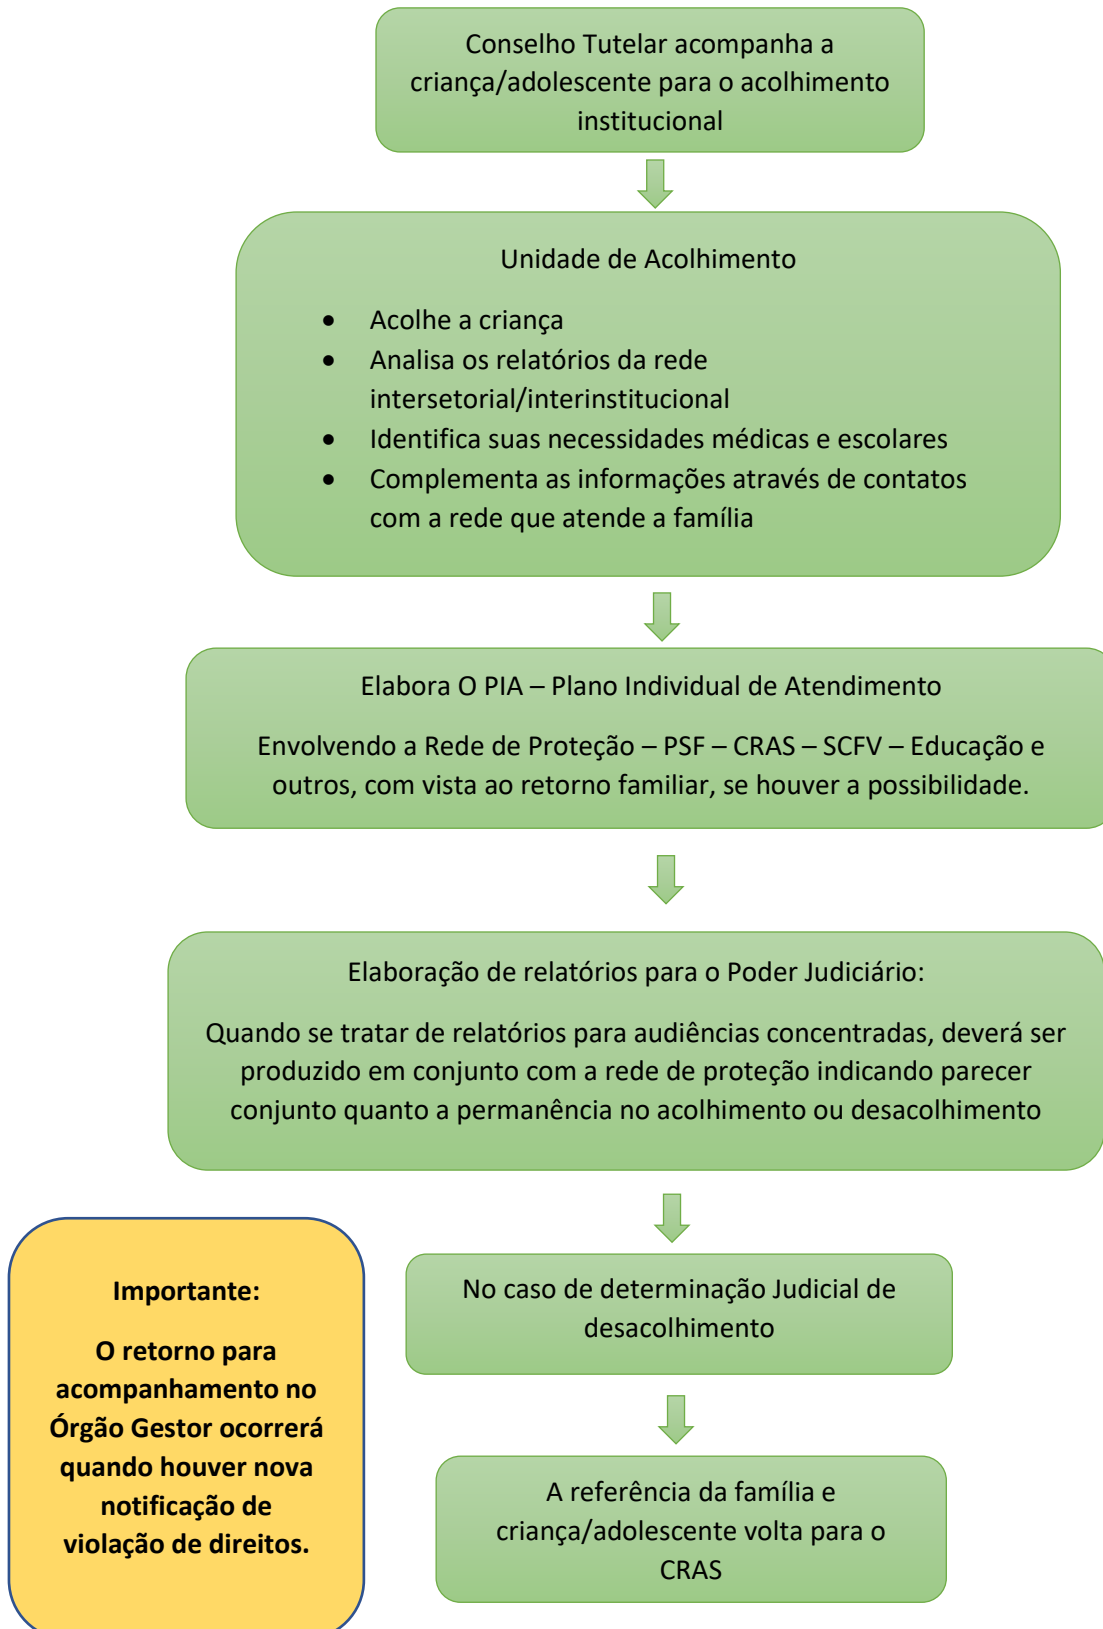 Conselho Tutelar acompanha a
criança/adolescente para o acolhimento
institucional
Unidade de Acolhimento
• Acolhe a criança
• Analisa os relatórios da rede
intersetorial/interinstitucional
• Identifica suas necessidades médicas e escolares
• Complementa as informações através de contatos
com a rede que atende a família
Elabora O PIA – Plano Individual de Atendimento
Envolvendo a Rede de Proteção – PSF – CRAS – SCFV – Educação e
outros, com vista ao retorno familiar, se houver a possibilidade.
Elaboração de relatórios para o Poder Judiciário:
Quando se tratar de relatórios para audiências concentradas, deverá ser
produzido em conjunto com a rede de proteção indicando parecer
conjunto quanto a permanência no acolhimento ou desacolhimento
No caso de determinação Judicial de
desacolhimento
A referência da família e
criança/adolescente volta para o
CRAS
Importante:
O retorno para
acompanhamento no
Órgão Gestor ocorrerá
quando houver nova
notificação de
violação de direitos.